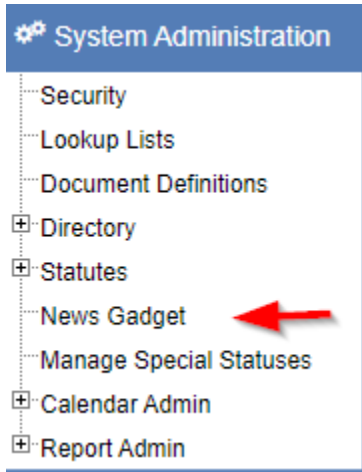 System Administration
Security
Lookup Lists
Document Definitions
Directory
Statutes
News Gadget
Manage Special Statuses
Calendar Admin
Report Admin